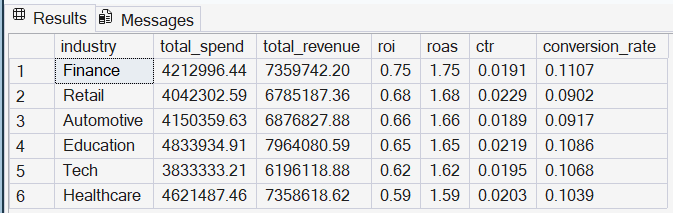 Results Messages
industry total_spend total_revenue roi roas ctr conversion_rate
1 Finance 4212996.44 7359742.20 0.75 1.75 0.0191 0.1107
2 Retail 4042302.59 6785187.36 0.68 1.68 0.0229 0.0902
3 Automotive 4150359.63 6876827.88 0.66 1.66 0.0189 0.0917
4 Education 4833934.91 7964080.59 0.65 1.65 0.0219 0.1086
5 Tech 3833333.21 6196118.88 0.62 1.62 0.0195 0.1068
6 Healthcare 4621487.46 7358618.62 0.59 1.59 0.0203 0.1039